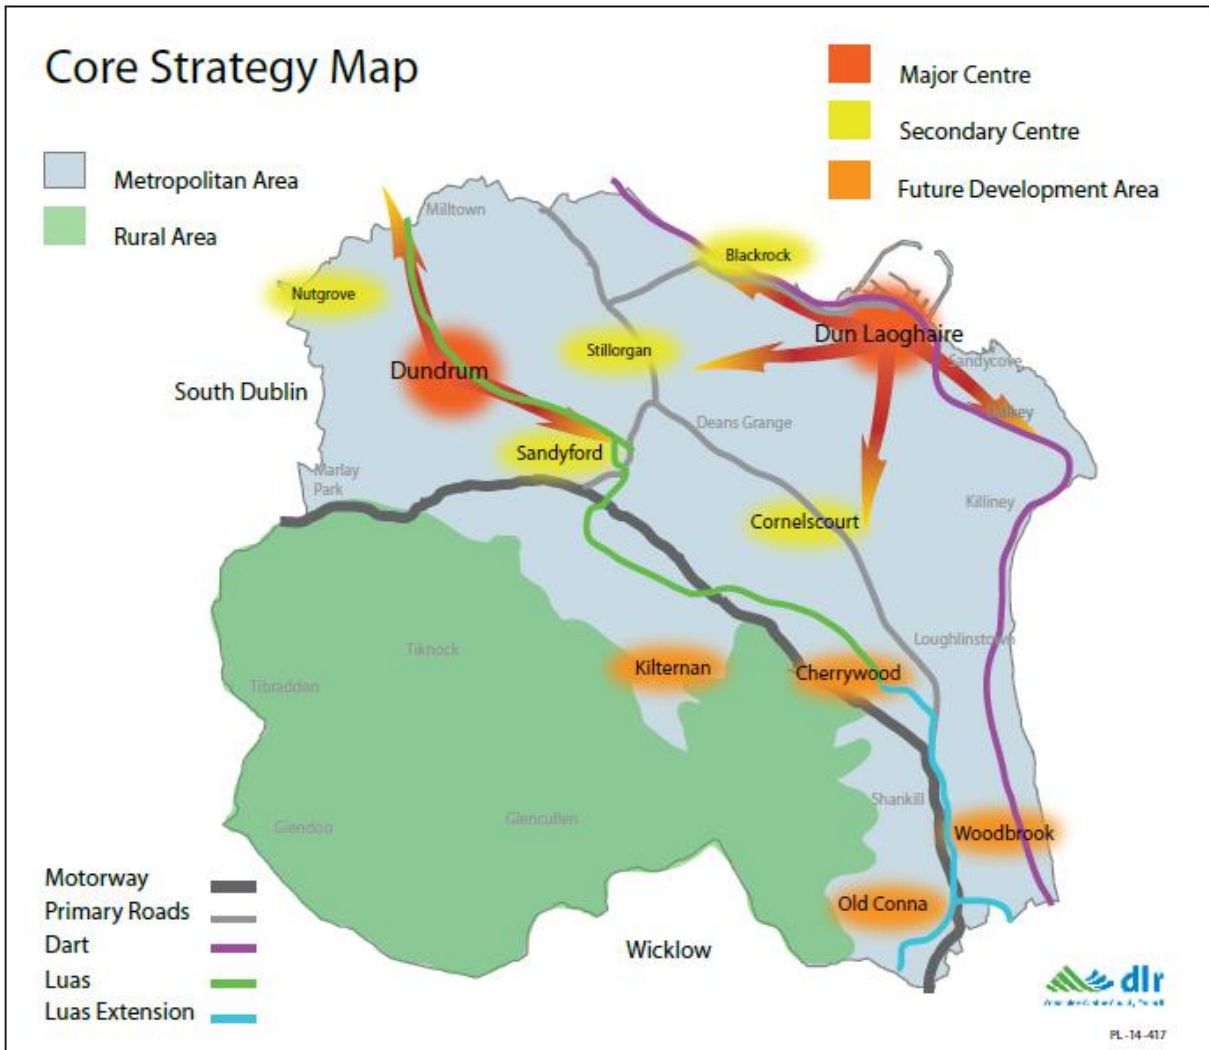 Core Strategy Map
Major Centre
Secondary Centre
Future Development Area
Metropolitan Area
Rural Area
Milltown
Blackrock
Nutgrove
Dun Laoghaire
Stillorgan
Sandycove
Dundrum
South Dublin
Dalkey
Deans Grange
Sandyford
Marlay
Park
Killiney
Cornelscourt
Loughlinstown
Tiknock
Kilternan
Cherrywood
Tibradden
Shankill
Glendon
Glencullen
Woodbrook
Old Conna
Wicklow
Motorway
Primary Roads
Dart
Luas
Luas Extension
dlr
PL-14-417